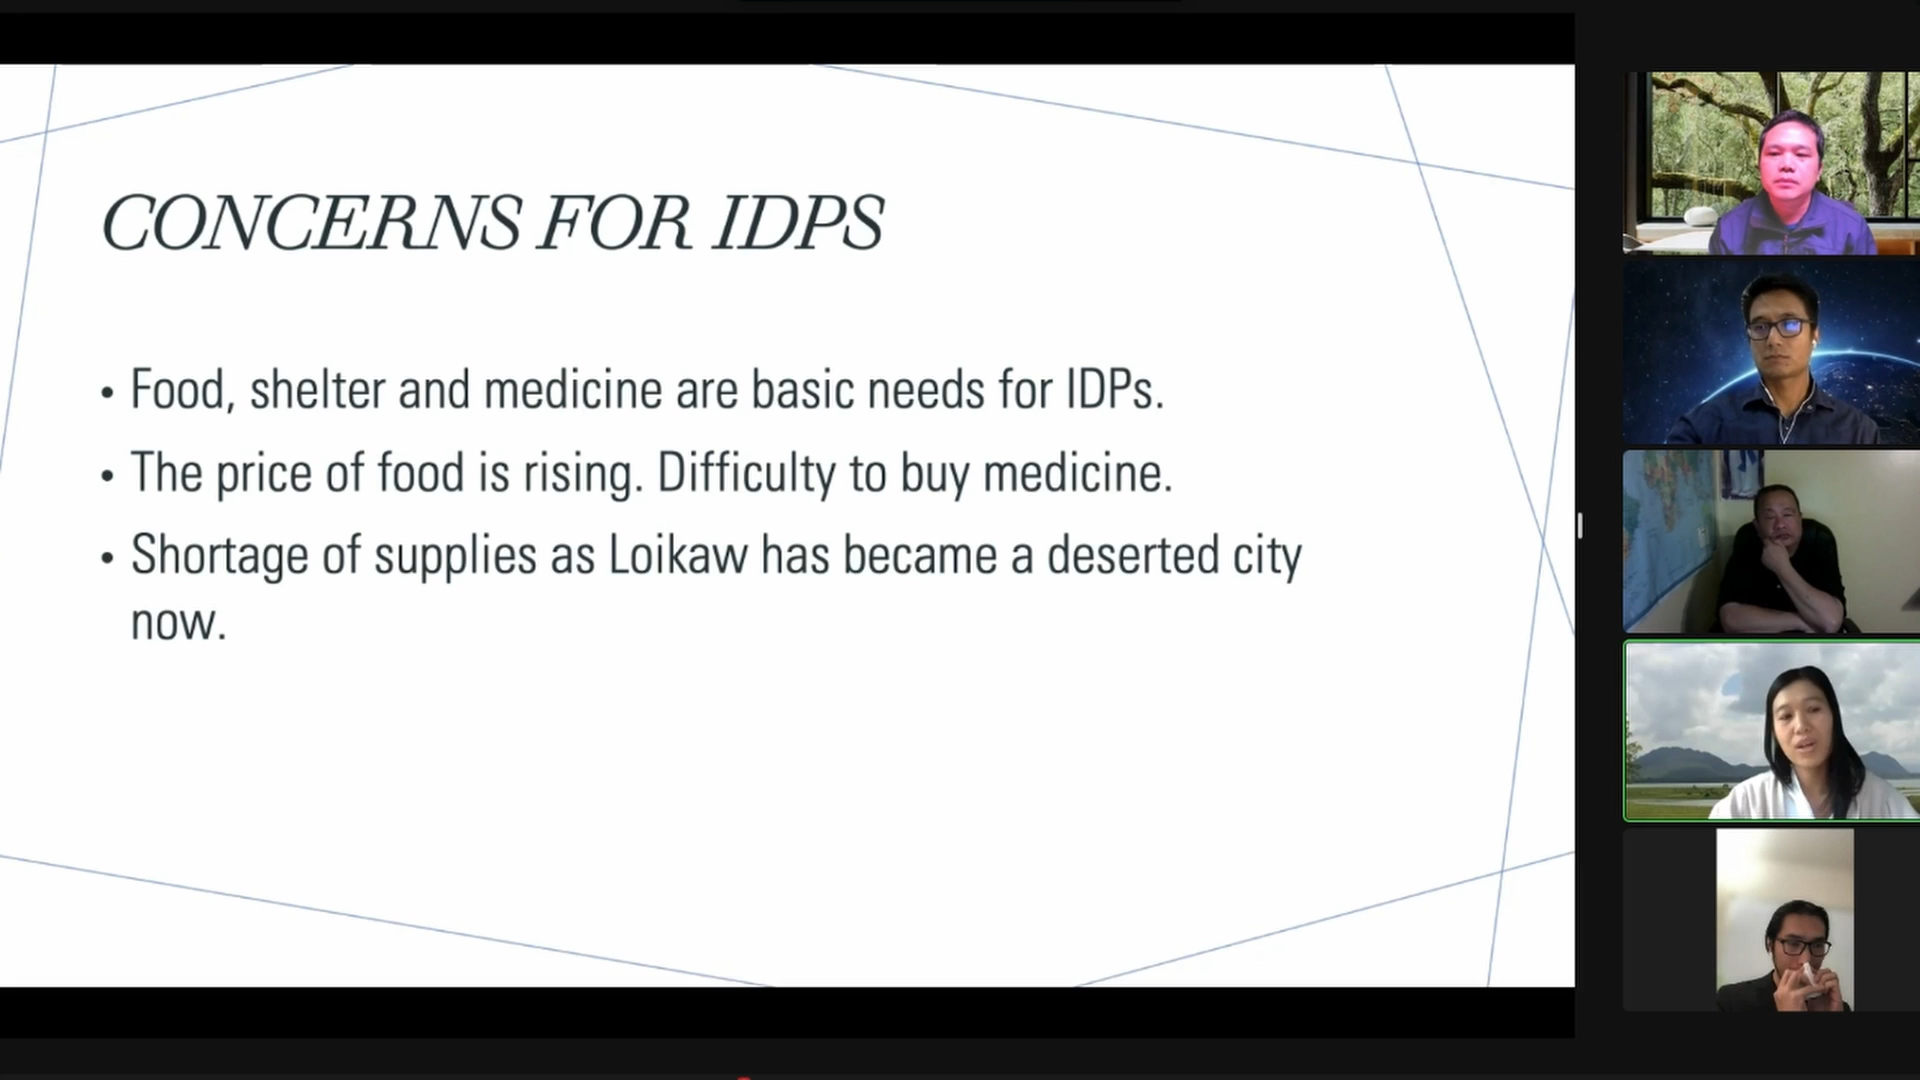 CONCERNS FOR IDPS
• Food, shelter and medicine are basic needs for IDPs.
• The price of food is rising. Difficulty to buy medicine.
• Shortage of supplies as Loikaw has became a deserted city
now.